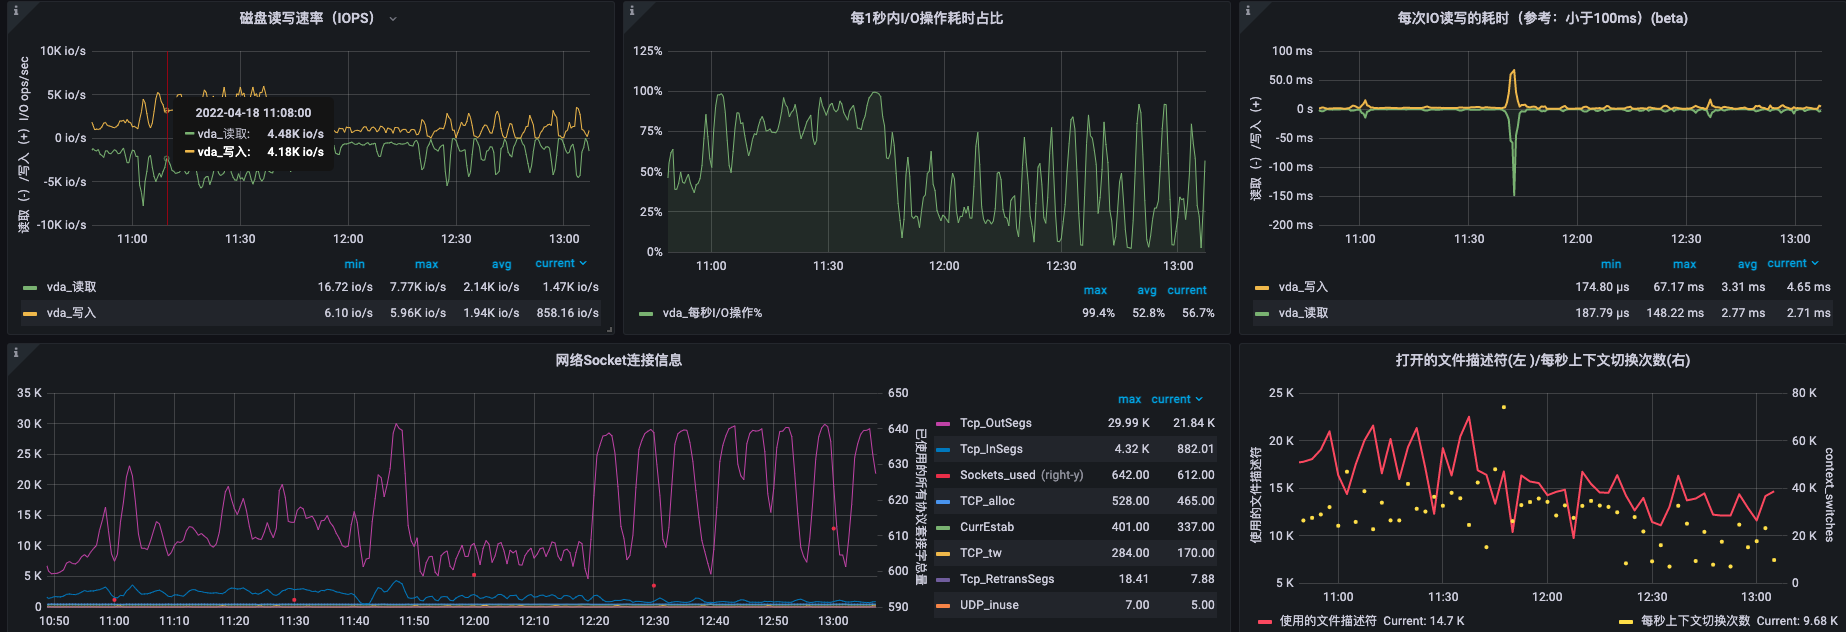 磁盘读写速率（IOPS）
读取（-）/写入（+） I/O ops/sec
10K io/s
5K io/s
0 io/s
-5K io/s
-10K io/s
2022-04-18 11:08:00
vda_读取: 4.48K io/s
vda_写入: 4.18K io/s
11:00 11:30 12:00 12:30 13:00
min max avg current
vda_读取 16.72 io/s 7.77K io/s 2.14K io/s 1.47K io/s
vda_写入 6.10 io/s 5.96K io/s 1.94K io/s 858.16 io/s
每1秒内I/O操作耗时占比
125%
100%
75%
50%
25%
0%
11:00 11:30 12:00 12:30 13:00
max avg current
vda_每秒I/O操作% 99.4% 52.8% 56.7%
每次IO读写的耗时（参考：小于100ms）(beta)
读取（-）/写入（+）
100 ms
50.0 ms
0 s
-50 ms
-100 ms
-150 ms
-200 ms
11:00 11:30 12:00 12:30 13:00
min max avg current
vda_写入 174.80 µs 67.17 ms 3.31 ms 4.65 ms
vda_读取 187.79 µs 148.22 ms 2.77 ms 2.71 ms
网络Socket连接信息
35 K
30 K
25 K
20 K
15 K
10 K
5 K
0
650
640
630
620
610
600
590
已使用的所有协议套接字总量
10:50 11:00 11:10 11:20 11:30 11:40 11:50 12:00 12:10 12:20 12:30 12:40 12:50 13:00
max current
Tcp_OutSegs 29.99 K 21.84 K
Tcp_InSegs 4.32 K 882.01
Sockets_used (right-y) 642.00 612.00
TCP_alloc 528.00 465.00
CurrEstab 401.00 337.00
TCP_tw 284.00 170.00
Tcp_RetransSegs 18.41 7.88
UDP_inuse 7.00 5.00
打开的文件描述符(左 )/每秒上下文切换次数(右)
使用的文件描述符
25 K
20 K
15 K
10 K
5 K
80 K
60 K
40 K
20 K
0
context_switches
11:00 11:30 12:00 12:30 13:00
使用的文件描述符 Current: 14.7 K
每秒上下文切换次数 Current: 9.68 K